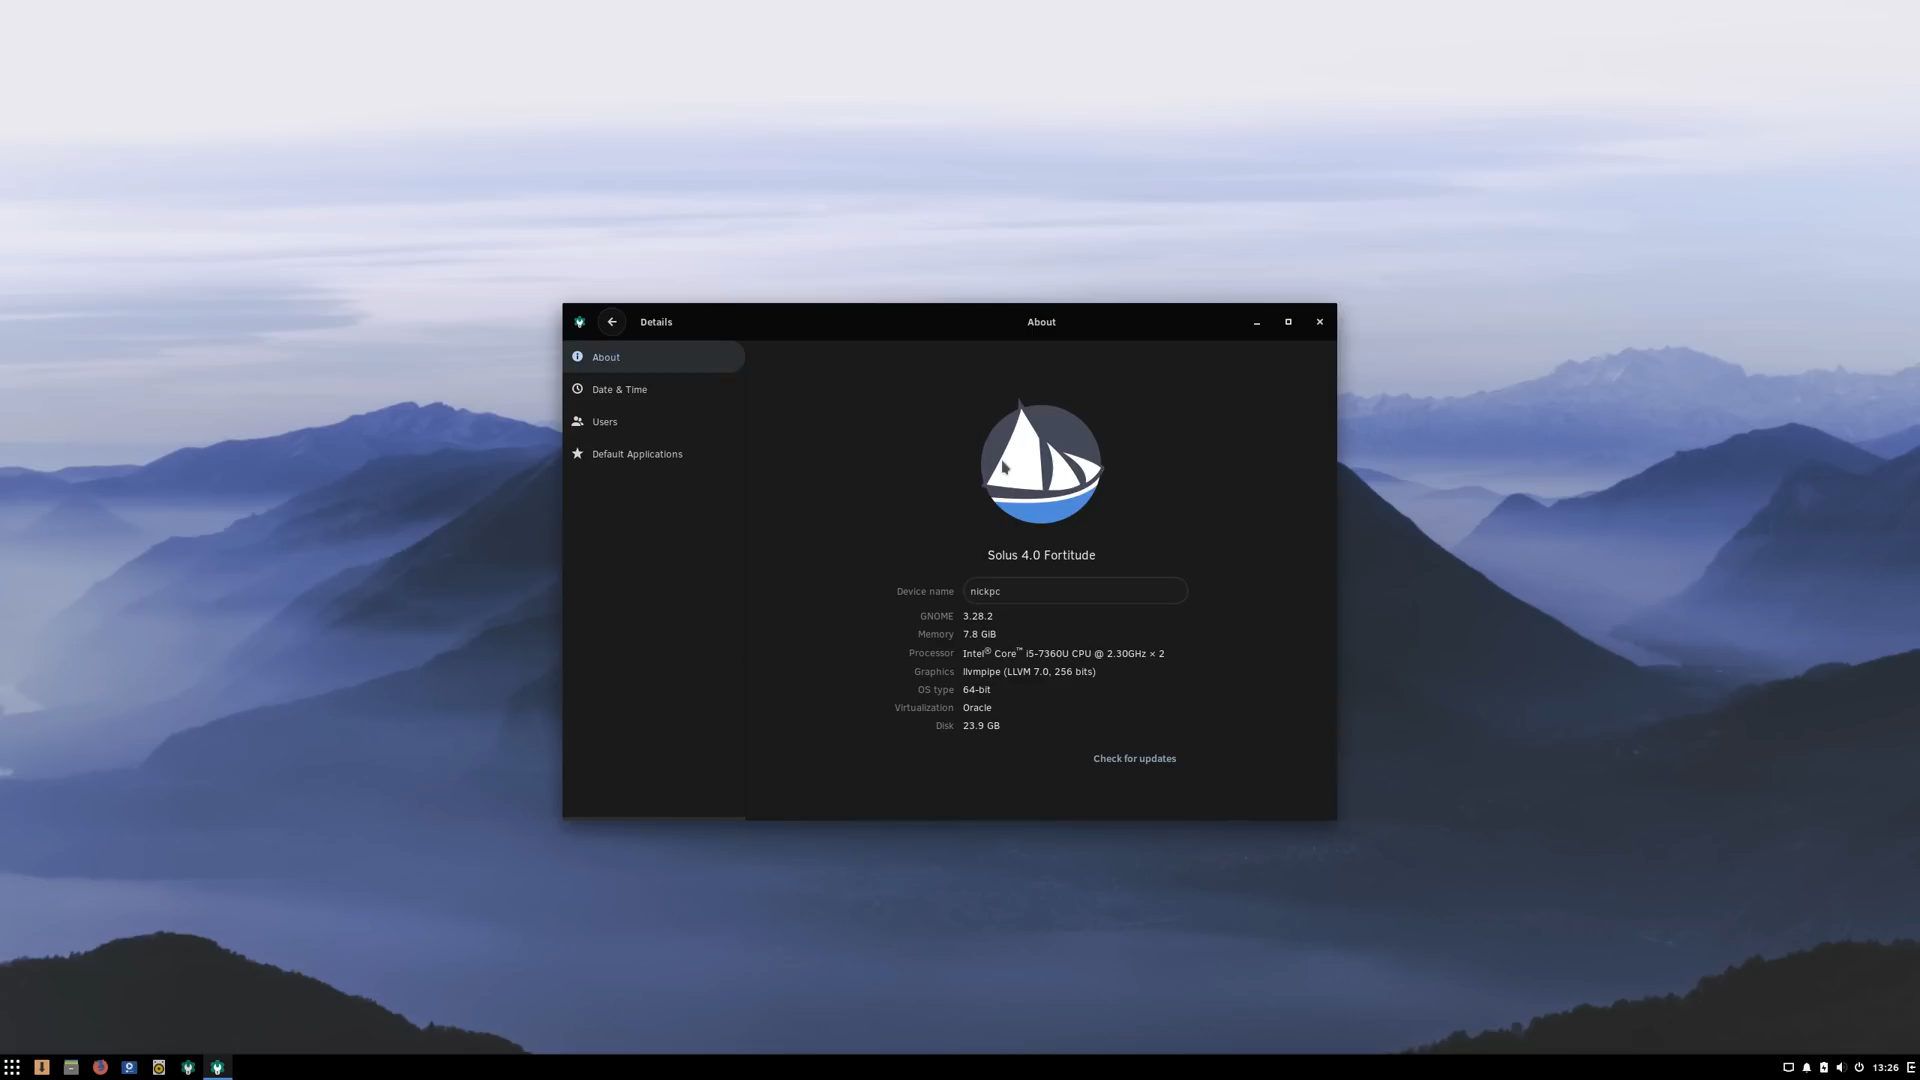 Details
About
About
Date & Time
Users
Default Applications
Solus 4.0 Fortitude
Device name nickpc
GNOME 3.28.2
Memory 7.8 GiB
Processor Intel® Core™ i5-7360U CPU @ 2.30GHz × 2
Graphics llvmpipe (LLVM 7.0, 256 bits)
OS type 64-bit
Virtualization Oracle
Disk 23.9 GB
Check for updates
13:26